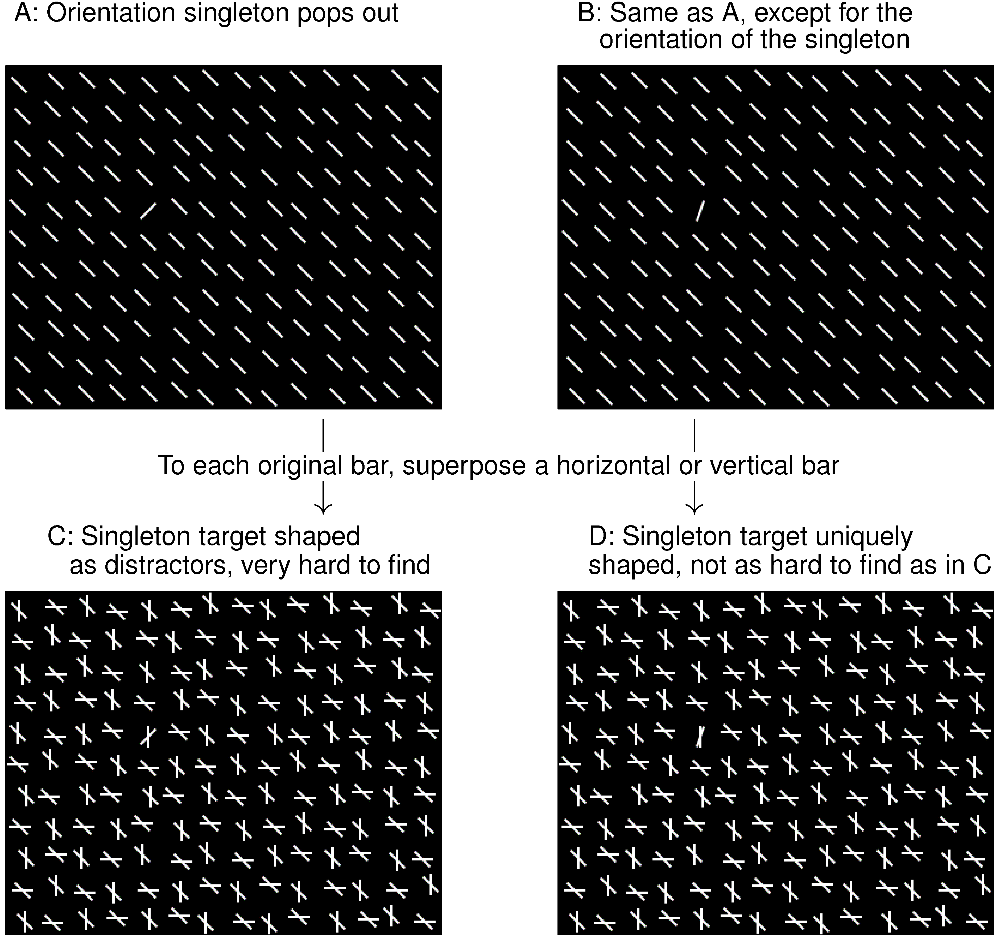 A: Orientation singleton pops out
B: Same as A, except for the
orientation of the singleton
To each original bar, superpose a horizontal or vertical bar
C: Singleton target shaped
as distractors, very hard to find
D: Singleton target uniquely
shaped, not as hard to find as in C